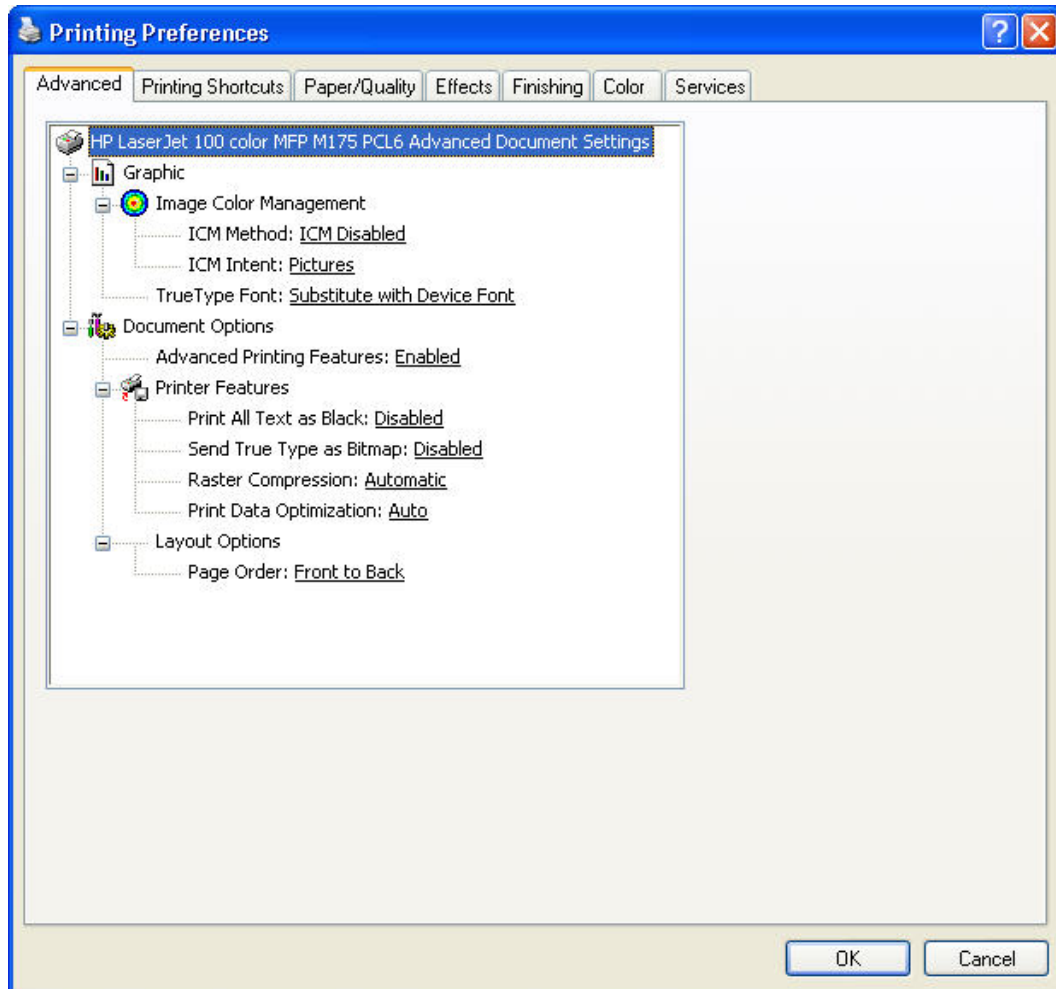 Printing Preferences
Advanced Printing Shortcuts Paper/Quality Effects Finishing Color Services
HP LaserJet 100 color MFP M175 PCL6 Advanced Document Settings
Graphic
Image Color Management
ICM Method: ICM Disabled
ICM Intent: Pictures
TrueType Font: Substitute with Device Font
Document Options
Advanced Printing Features: Enabled
Printer Features
Print All Text as Black: Disabled
Send True Type as Bitmap: Disabled
Raster Compression: Automatic
Print Data Optimization: Auto
Layout Options
Page Order: Front to Back
OK Cancel